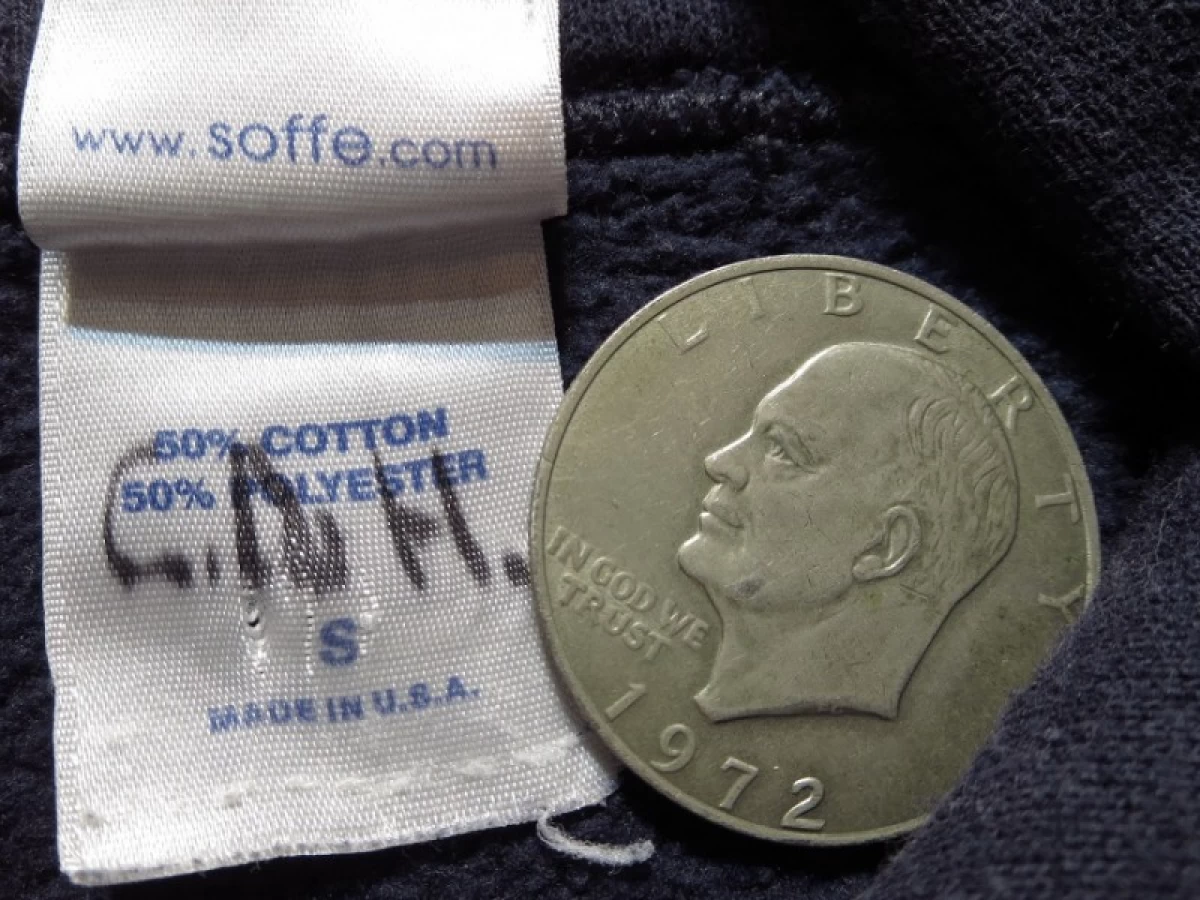 www.soffe.com
50% COTTON
50% POLYESTER
C.D.H.
S
MADE IN U.S.A.
LIBERTY
IN GOD WE
TRUST
1972